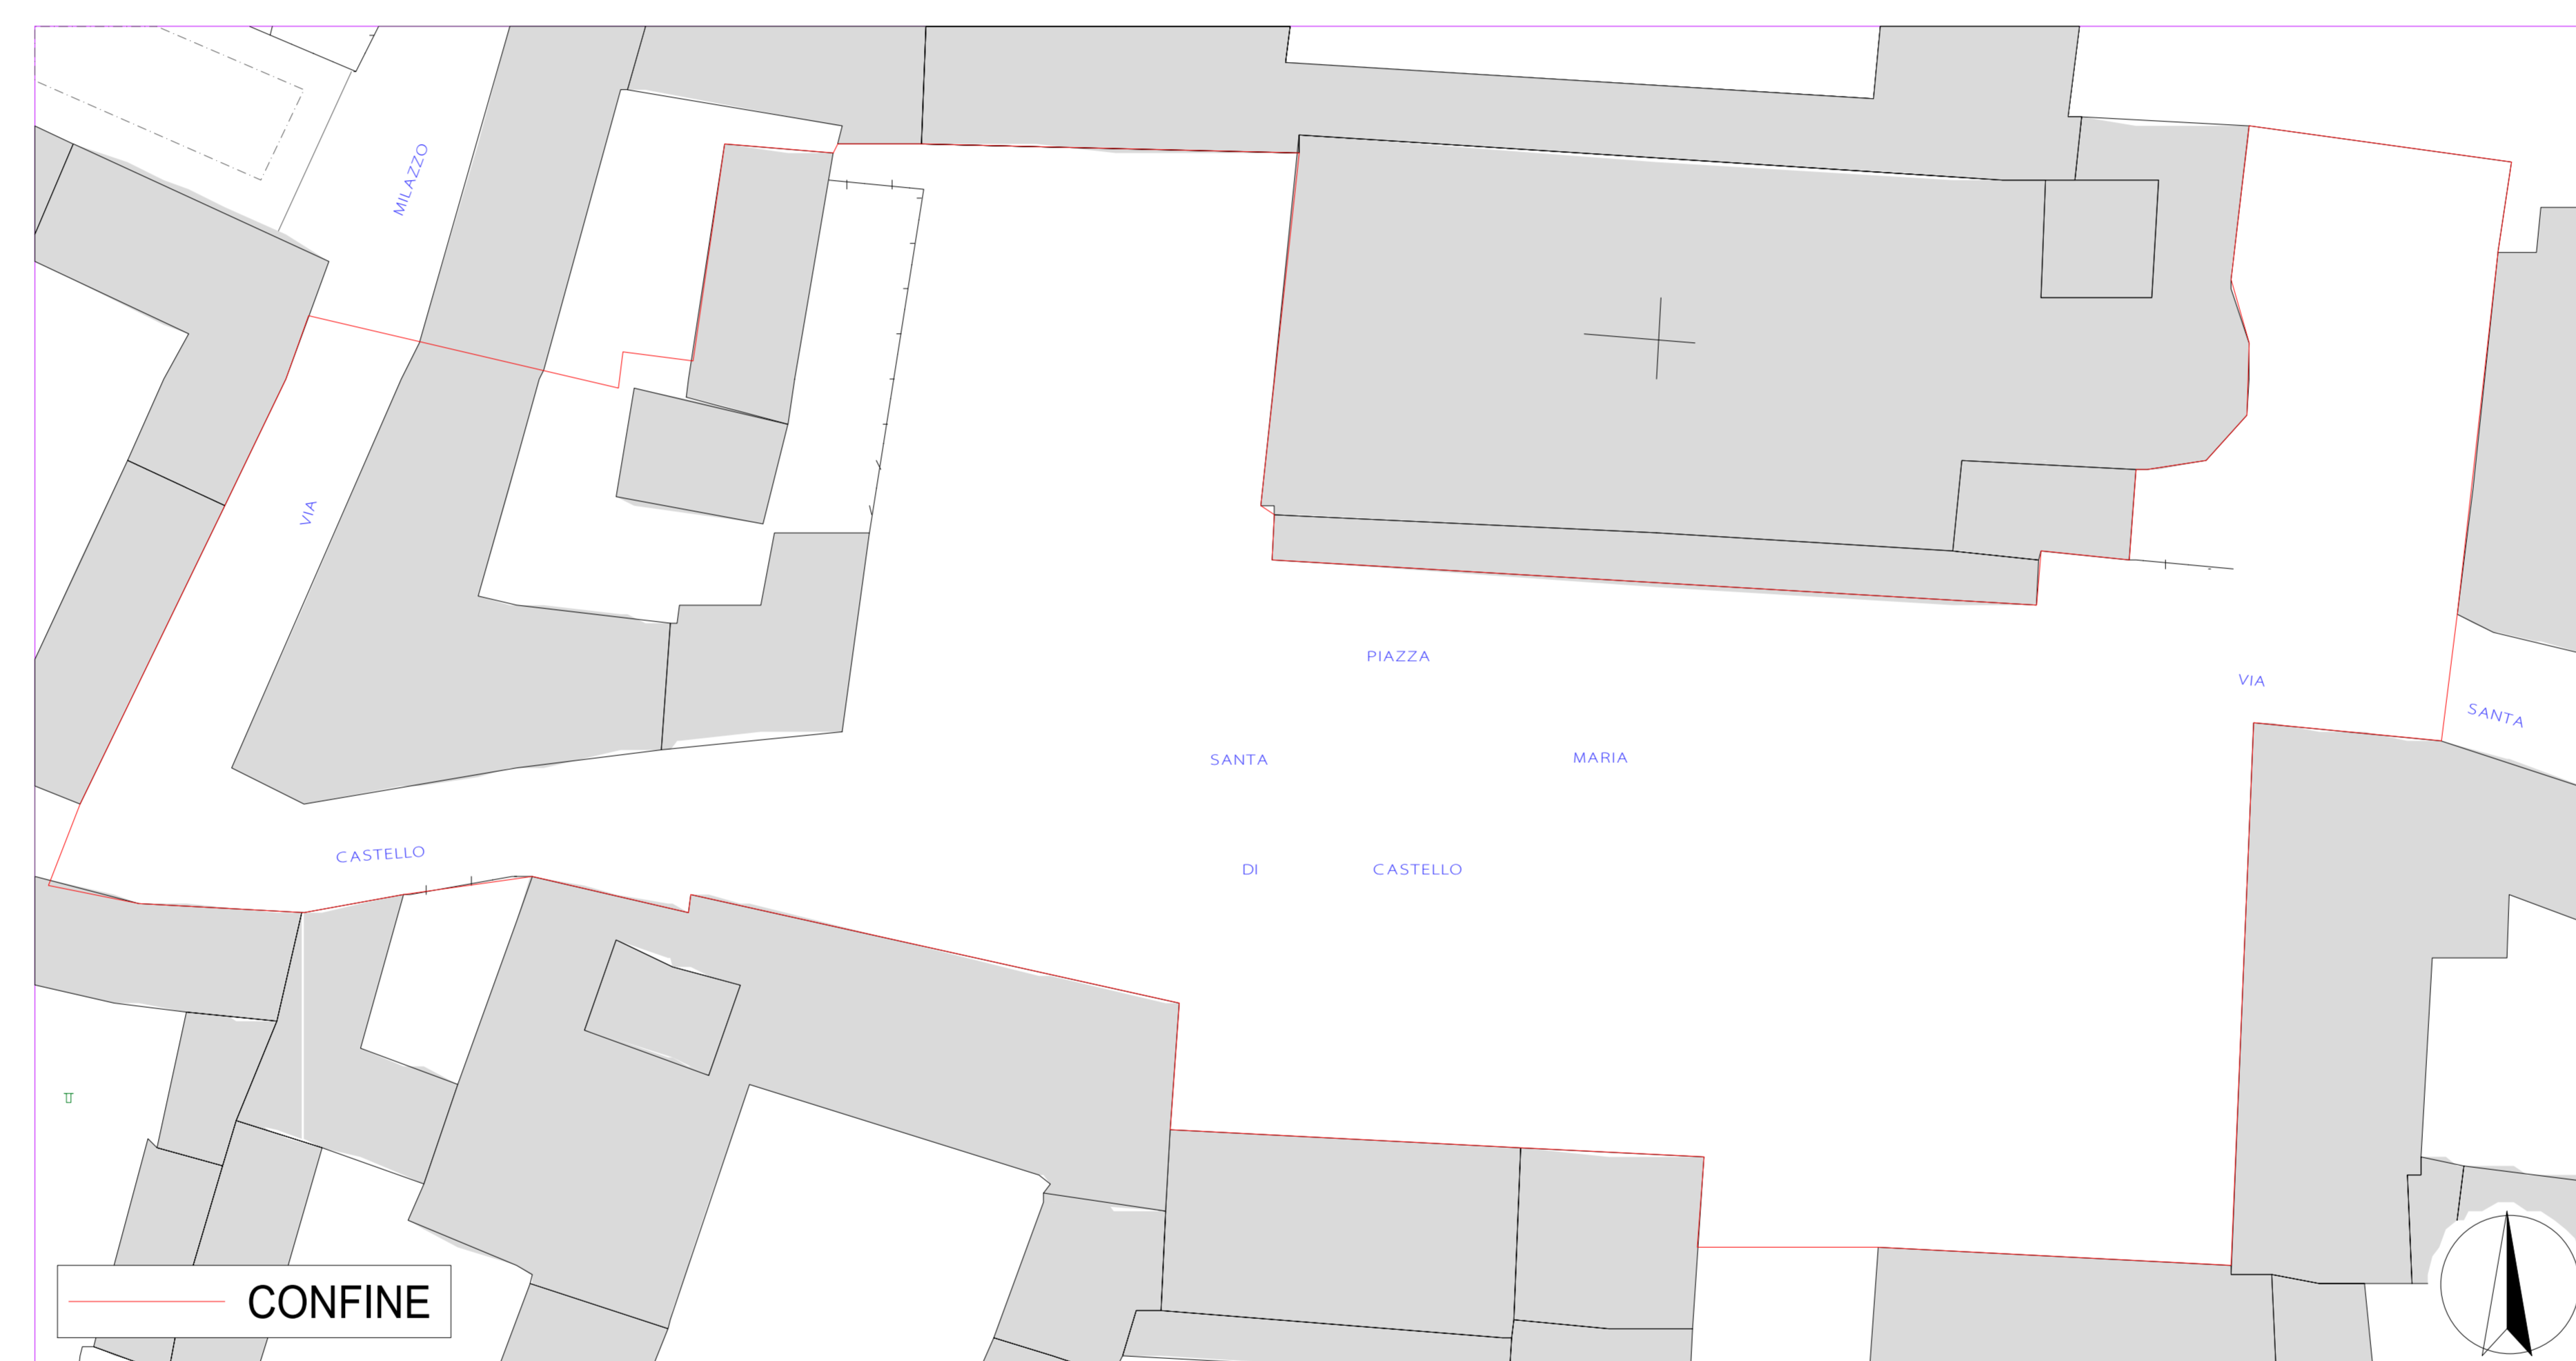 MILAZZO
VIA
PIAZZA
VIA
SANTA
SANTA MARIA
CASTELLO
DI CASTELLO
CONFINE